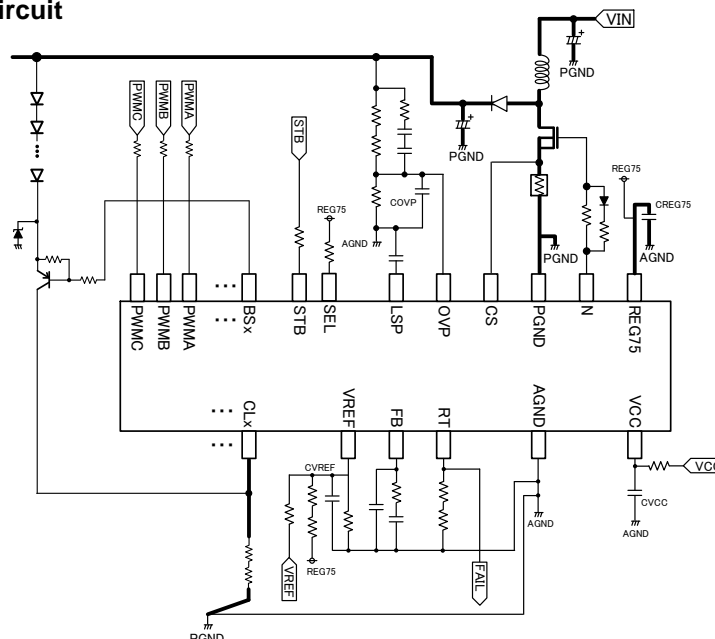 ircuit
VIN
PGND
PWMC
PWMB
PWMA
STB
PGND
REG75
REG75
COVP
CREG75
AGND
PGND
AGND
PWMC
PWMB
PWMA
BSx
STB
SEL
LSP
OVP
CS
PGND
N
REG75
CLx
VREF
FB
RT
AGND
VCC
CVREF
VCC
CVCC
AGND
AGND
REG75
VREF
FAIL
PGND